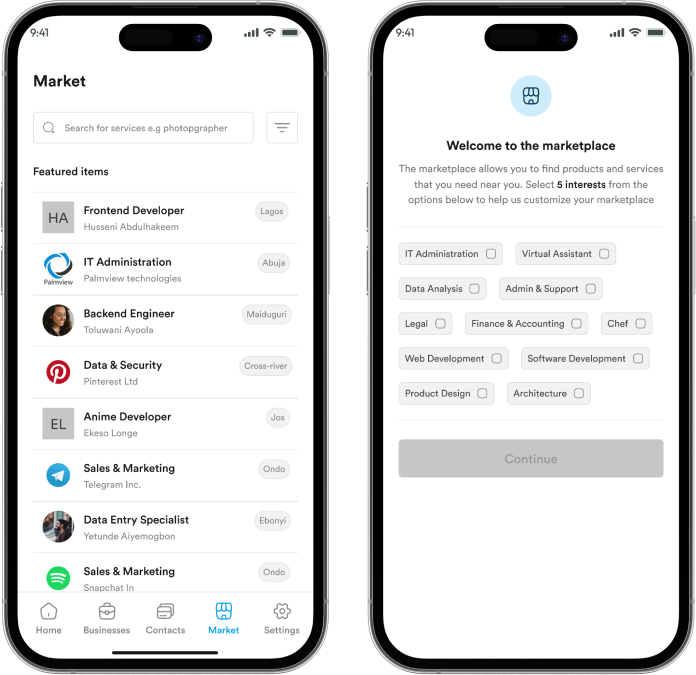 9:41
Market
Search for services e.g photopgrapher
Featured items
HA
Frontend Developer
Lagos
Husseni Abdulhakeem
Palmview
IT Administration
Abuja
Palmview technologies
Backend Engineer
Maiduguri
Toluwani Ayoola
Data & Security
Cross-river
Pinterest Ltd
EL
Anime Developer
Jos
Ekeso Longe
Sales & Marketing
Ondo
Telegram Inc.
Data Entry Specialist
Ebonyi
Yetunde Aiyemogbon
Sales & Marketing
Ondo
Snapchat In
Home Businesses Contacts Market Settings
9:41
Welcome to the marketplace
The marketplace allows you to find products and services
that you need near you. Select 5 interests from the
options below to help us customize your marketplace
IT Administration Virtual Assistant
Data Analysis Admin & Support
Legal Finance & Accounting Chef
Web Development Software Development
Product Design Architecture
Continue